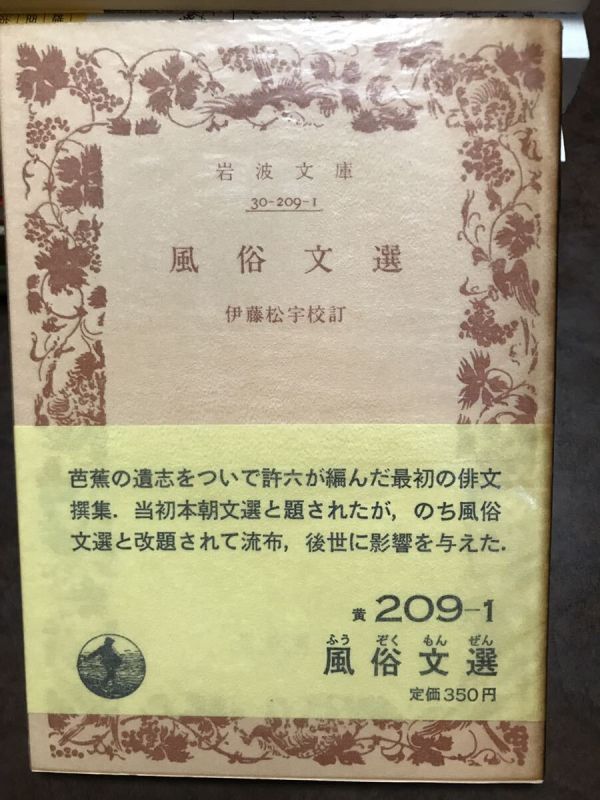 岩波文庫
30-209-1
風俗文選
伊藤松宇校訂
芭蕉の遺志をついで許六が編んだ最初の俳文
撰集．当初本朝文選と題されたが，のち風俗
文選と改題されて流布，後世に影響を与えた．
黄 209-1
ふう ぞく もん ぜん
風俗文選
定価350円